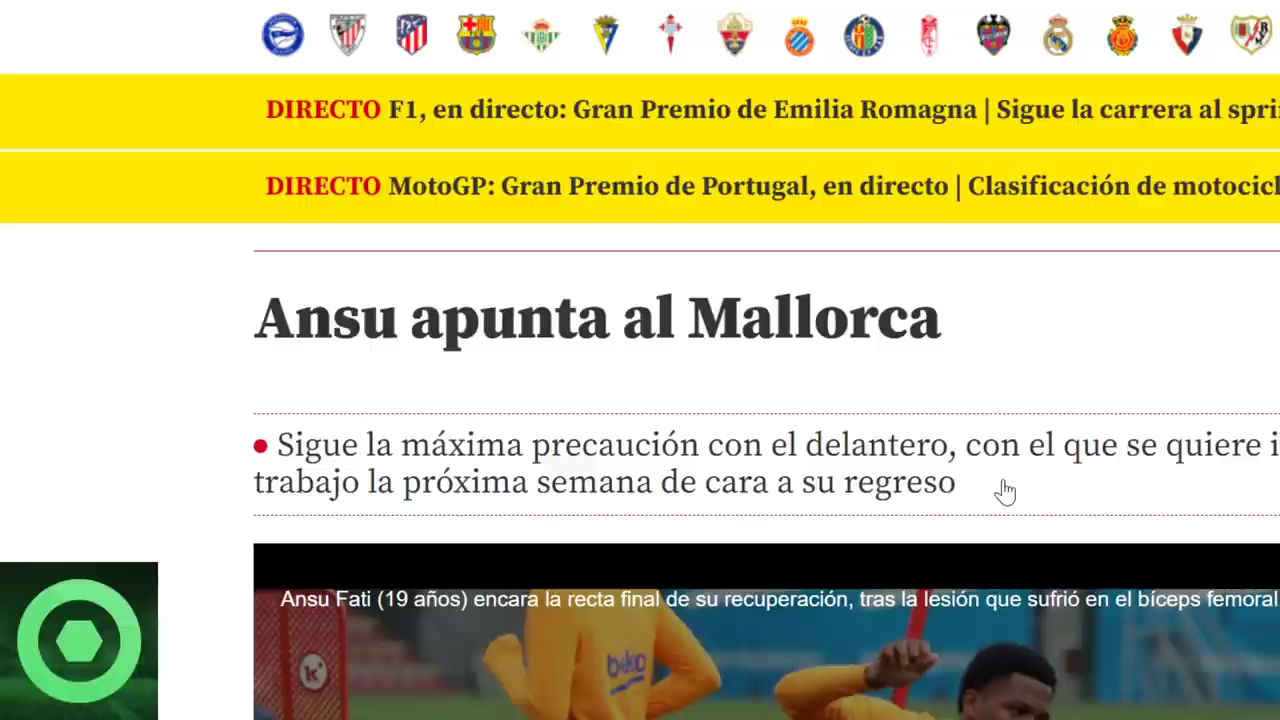 DIRECTO F1, en directo: Gran Premio de Emilia Romagna | Sigue la carrera al
DIRECTO MotoGP: Gran Premio de Portugal, en directo | Clasificación de
Ansu apunta al Mallorca
Sigue la máxima precaución con el delantero, con el que se quiere
trabajo la próxima semana de cara a su regreso
Ansu Fati (19 años) encara la recta final de su recuperación, tras la lesión que sufrió en el bíceps femoral
beko